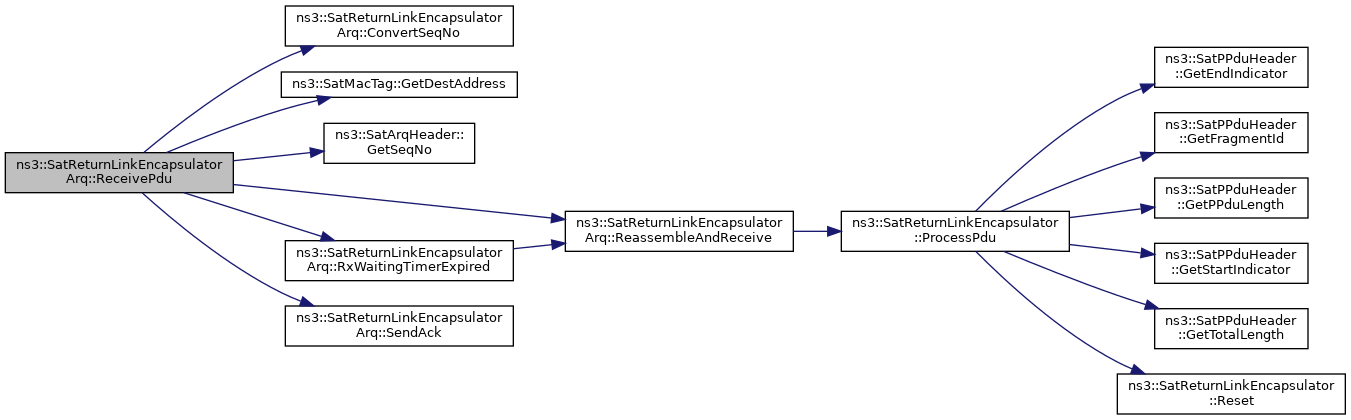 ns3::SatReturnLinkEncapsulator
Arq::ReceivePdu
ns3::SatReturnLinkEncapsulator
Arq::ConvertSeqNo
ns3::SatMacTag::GetDestAddress
ns3::SatArqHeader::
GetSeqNo
ns3::SatReturnLinkEncapsulator
Arq::RxWaitingTimerExpired
ns3::SatReturnLinkEncapsulator
Arq::SendAck
ns3::SatReturnLinkEncapsulator
Arq::ReassembleAndReceive
ns3::SatReturnLinkEncapsulator
::ProcessPdu
ns3::SatPPduHeader
::GetEndIndicator
ns3::SatPPduHeader
::GetFragmentId
ns3::SatPPduHeader
::GetPPduLength
ns3::SatPPduHeader
::GetStartIndicator
ns3::SatPPduHeader
::GetTotalLength
ns3::SatReturnLinkEncapsulator
::Reset